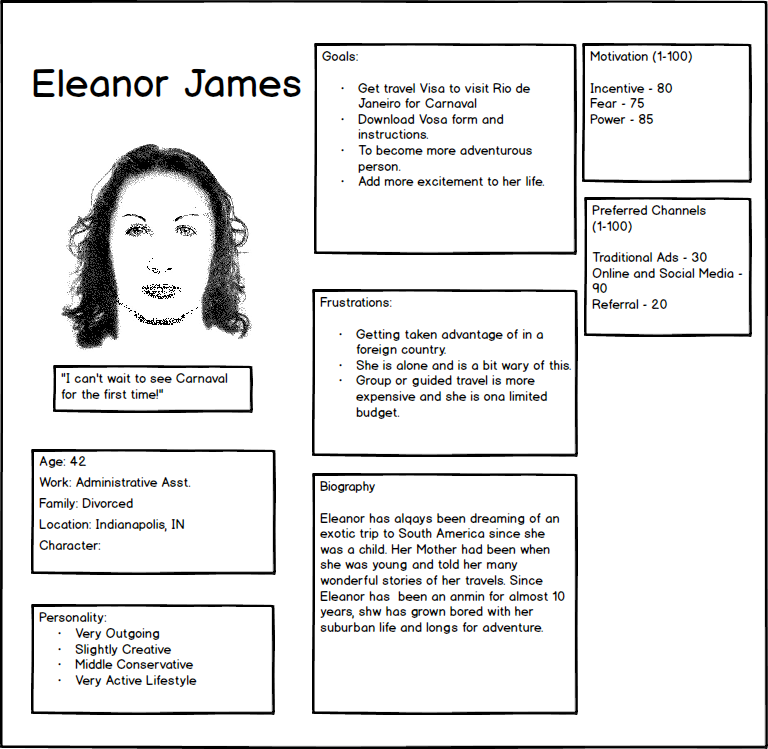 Eleanor James
"I can't wait to see Carnaval
for the first time!"
Age: 42
Work: Administrative Asst.
Family: Divorced
Location: Indianapolis, IN
Character:
Personality:
· Very Outgoing
· Slightly Creative
· Middle Conservative
· Very Active Lifestyle
Goals:
· Get travel Visa to visit Rio de
Janeiro for Carnaval
· Download Vosa form and
instructions.
· To become more adventurous
person.
· Add more excitement to her life.
Frustrations:
· Getting taken advantage of in a
foreign country.
· She is alone and is a bit wary of this.
· Group or guided travel is more
expensive and she is ona limited
budget.
Biography
Eleanor has alqays been dreaming of an
exotic trip to South America since she
was a child. Her Mother had been when
she was young and told her many
wonderful stories of her travels. Since
Eleanor has been an anmin for almost 10
years, shw has grown bored with her
suburban life and longs for adventure.
Motivation (1-100)
Incentive - 80
Fear - 75
Power - 85
Preferred Channels
(1-100)
Traditional Ads - 30
Online and Social Media -
90
Referral - 20